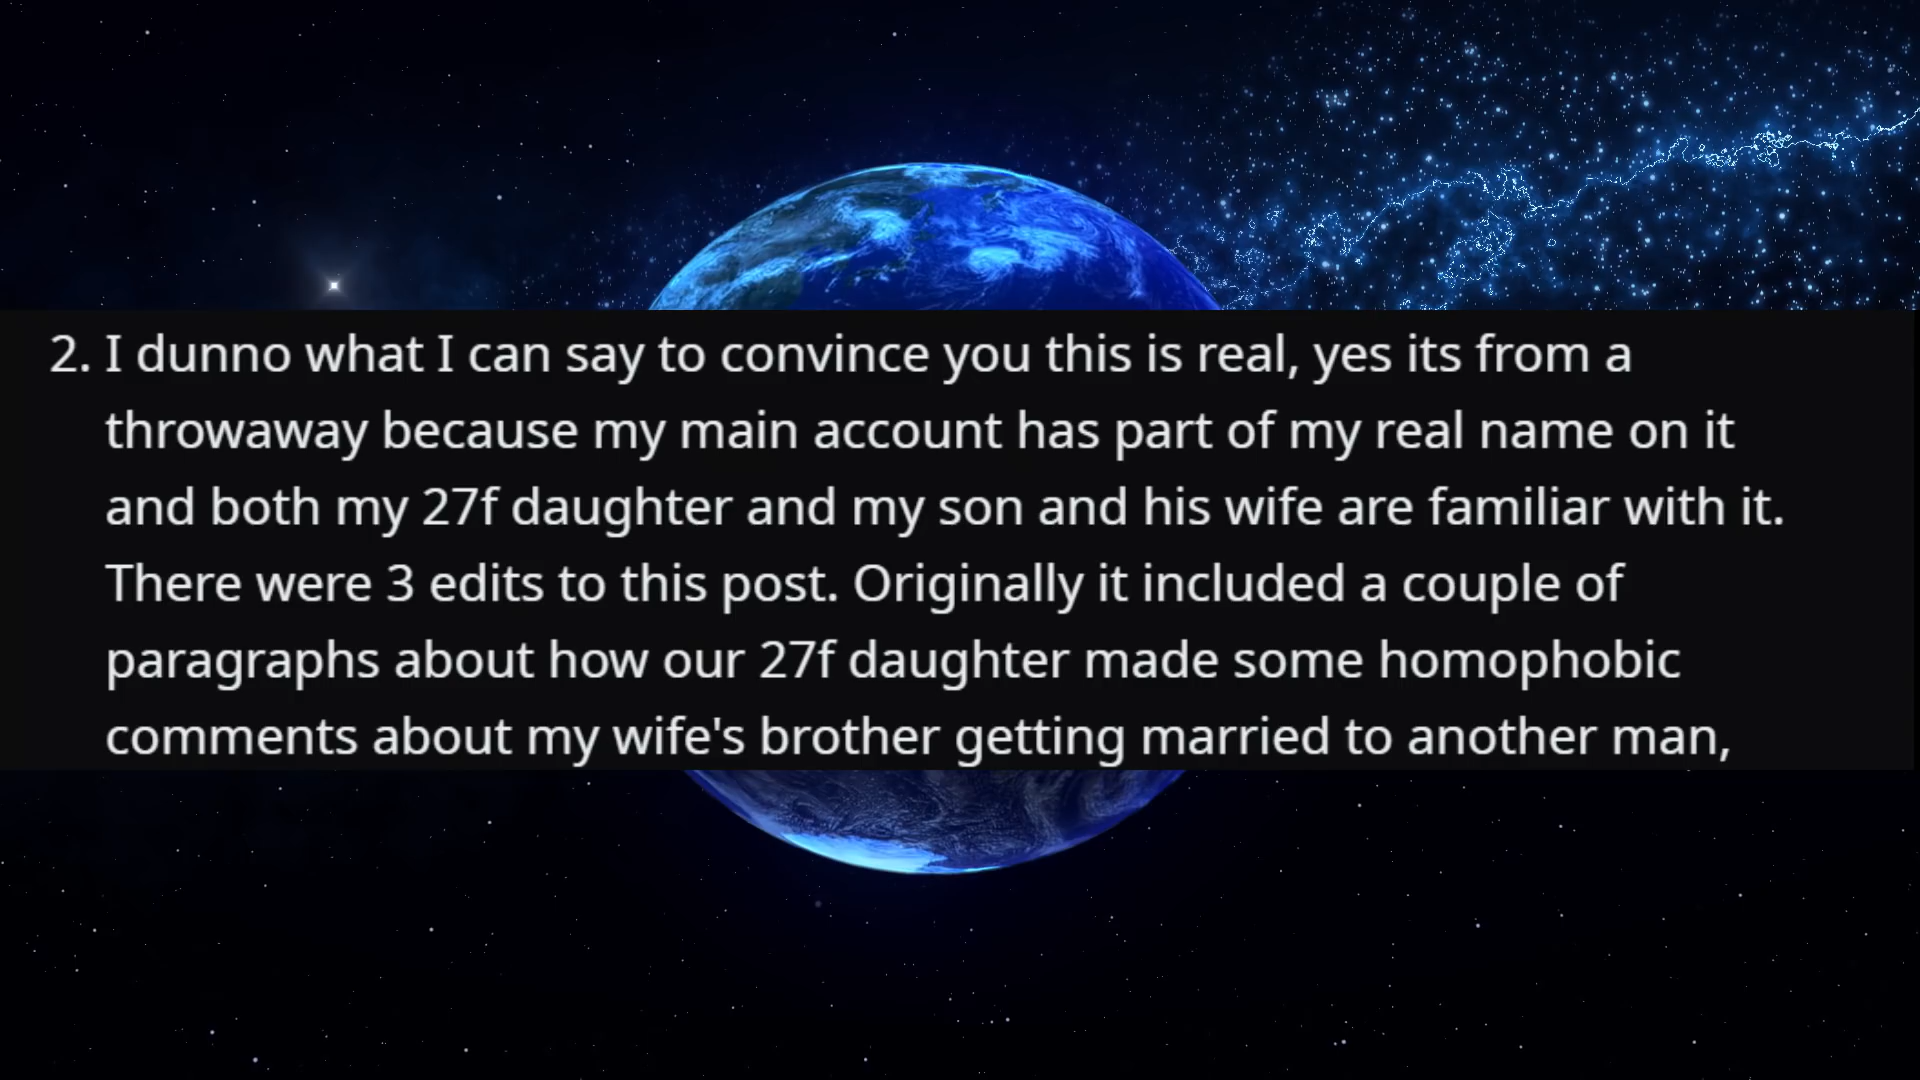 2. I dunno what I can say to convince you this is real, yes its from a
throwaway because my main account has part of my real name on it
and both my 27f daughter and my son and his wife are familiar with it.
There were 3 edits to this post. Originally it included a couple of
paragraphs about how our 27f daughter made some homophobic
comments about my wife's brother getting married to another man,